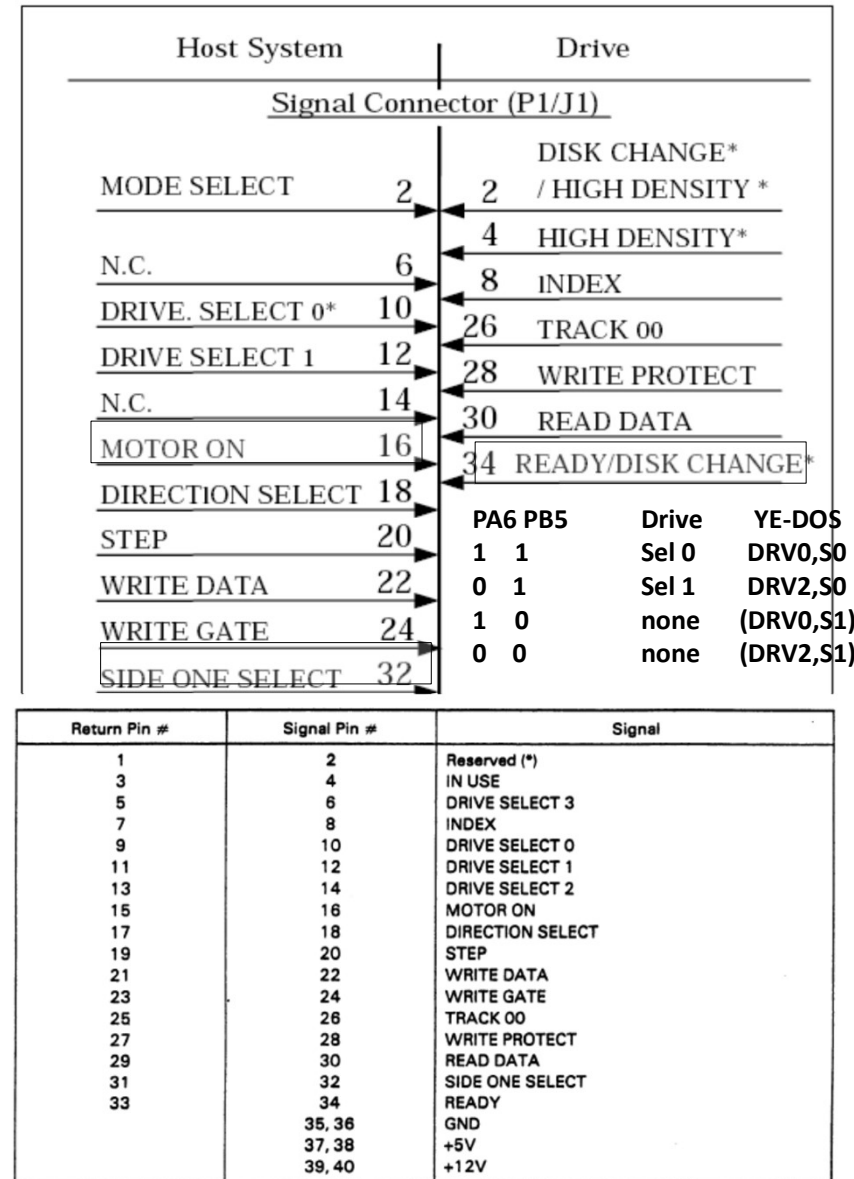 Host System Drive
Signal Connector (P1/J1)
DISK CHANGE*
MODE SELECT 2 2 / HIGH DENSITY *
4 HIGH DENSITY*
N.C. 6
8 INDEX
DRIVE. SELECT 0* 10
26 TRACK 00
DRIVE SELECT 1 12
28 WRITE PROTECT
N.C. 14
30 READ DATA
MOTOR ON 16
34 READY/DISK CHANGE*
DIRECTION SELECT 18
PA6 PB5 Drive YE-DOS
STEP 20
1 1 Sel 0 DRV0,S0
WRITE DATA 22
0 1 Sel 1 DRV2,S0
WRITE GATE 24
1 0 none (DRV0,S1)
0 0 none (DRV2,S1)
SIDE ONE SELECT 32
Return Pin # Signal Pin # Signal
1 2 Reserved (*)
3 4 IN USE
5 6 DRIVE SELECT 3
7 8 INDEX
9 10 DRIVE SELECT 0
11 12 DRIVE SELECT 1
13 14 DRIVE SELECT 2
15 16 MOTOR ON
17 18 DIRECTION SELECT
19 20 STEP
21 22 WRITE DATA
23 24 WRITE GATE
25 26 TRACK 00
27 28 WRITE PROTECT
29 30 READ DATA
31 32 SIDE ONE SELECT
33 34 READY
35, 36 GND
37, 38 +5V
39, 40 +12V